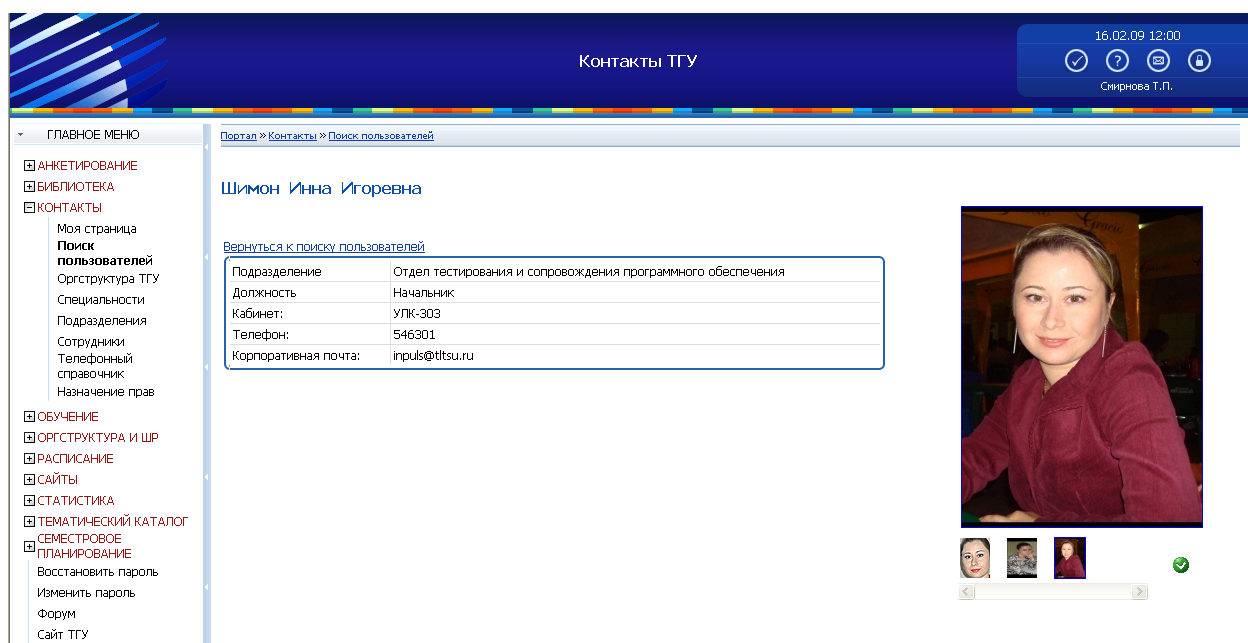 Контакты ТГУ
16.02.09 12:00
Смирнова Т.П.
ГЛАВНОЕ МЕНЮ
АНКЕТИРОВАНИЕ
БИБЛИОТЕКА
КОНТАКТЫ
Моя страница
Поиск
пользователей
Оргструктура ТГУ
Специальности
Подразделения
Сотрудники
Телефонный
справочник
Назначение прав
ОБУЧЕНИЕ
ОРГСТРУКТУРА И ШР
РАСПИСАНИЕ
САЙТЫ
СТАТИСТИКА
ТЕМАТИЧЕСКИЙ КАТАЛОГ
СЕМЕСТРОВОЕ
ПЛАНИРОВАНИЕ
Восстановить пароль
Изменить пароль
Форум
Сайт ТГУ
Портал » Контакты » Поиск пользователей
Шимон Инна Игоревна
Вернуться к поиску пользователей
Подразделение Отдел тестирования и сопровождения программного обеспечения
Должность Начальник
Кабинет: УЛК-303
Телефон: 546301
Корпоративная почта: inpuls@tltsu.ru
Gracio